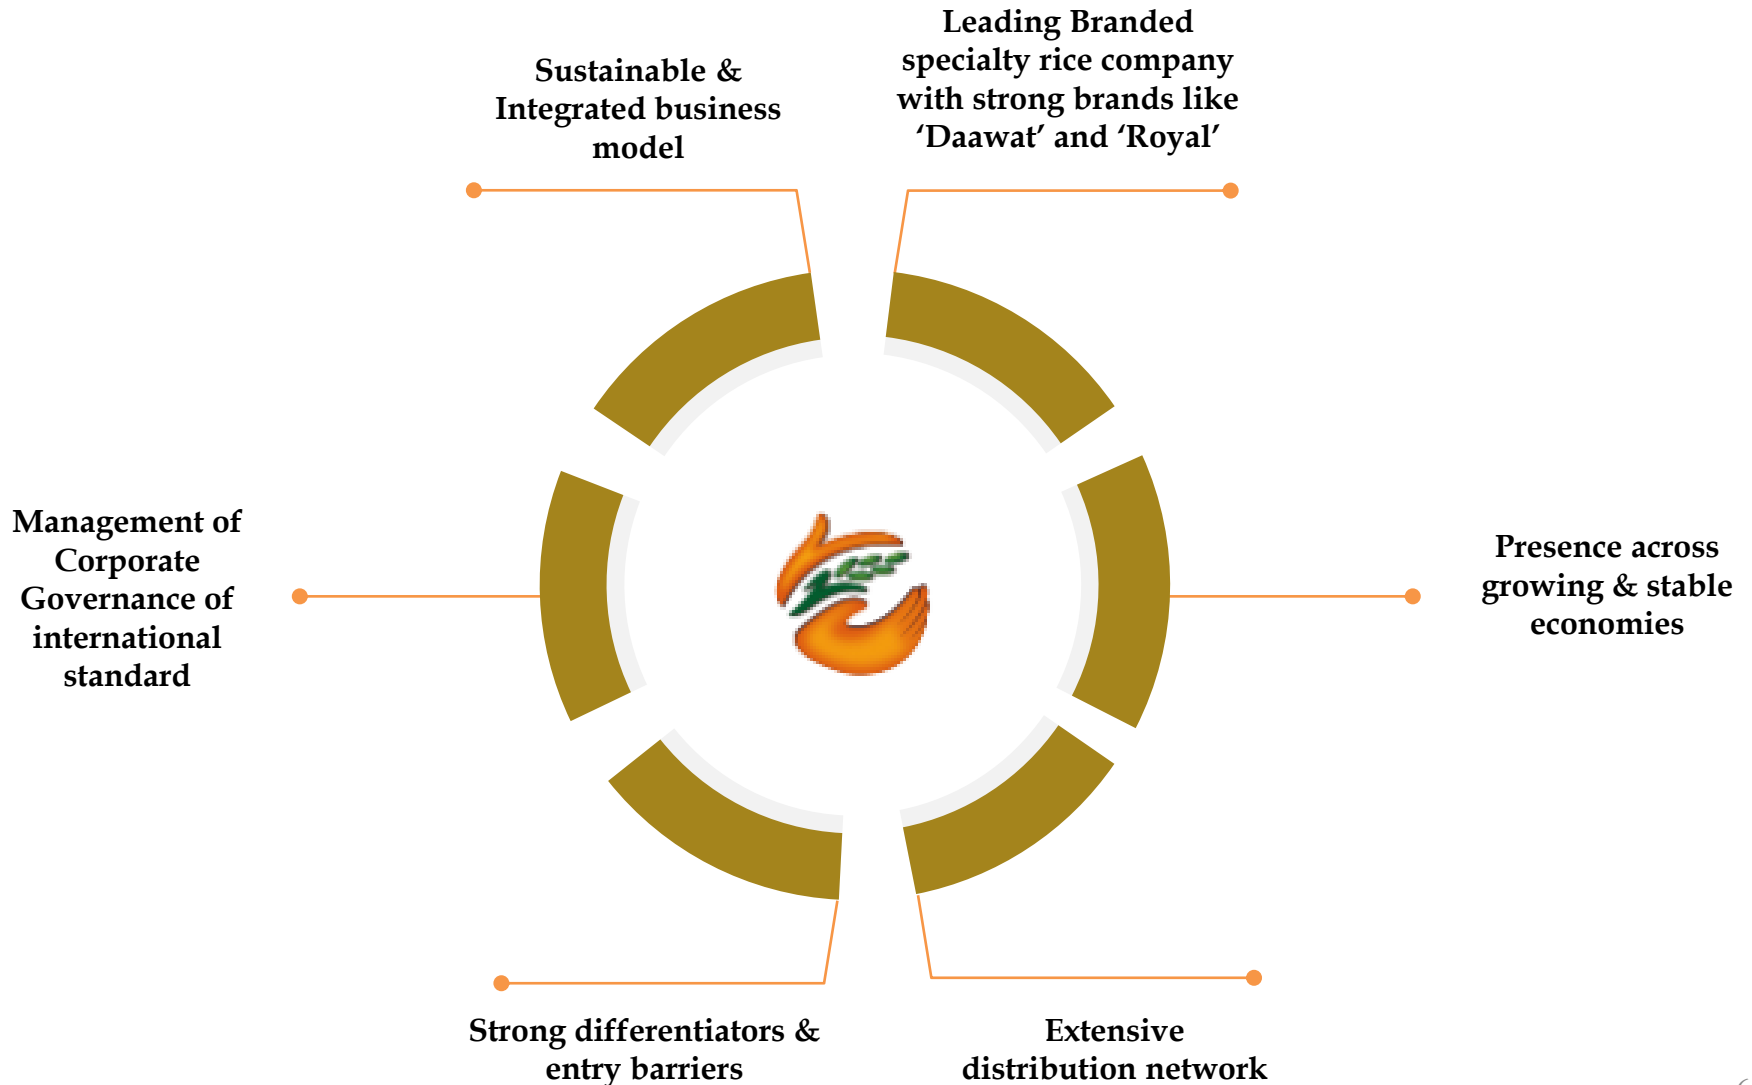 Leading Branded
specialty rice company
with strong brands like
‘Daawat’ and ‘Royal’
Sustainable &
Integrated business
model
Management of
Corporate
Governance of
international
standard
Presence across
growing & stable
economies
Strong differentiators &
entry barriers
Extensive
distribution network